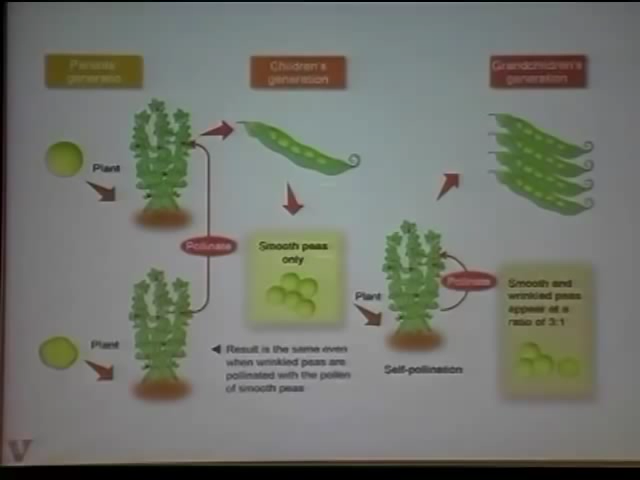 Parents'
generation
Children's
generation
Grandchildren's
generation
Plant
Pollinate
Smooth peas
only
Plant
◀ Result is the same even
when wrinkled peas are
pollinated with the pollen
of smooth peas
Plant
Pollinate
Self-pollination
Smooth and
wrinkled peas
appear at a
ratio of 3:1
V